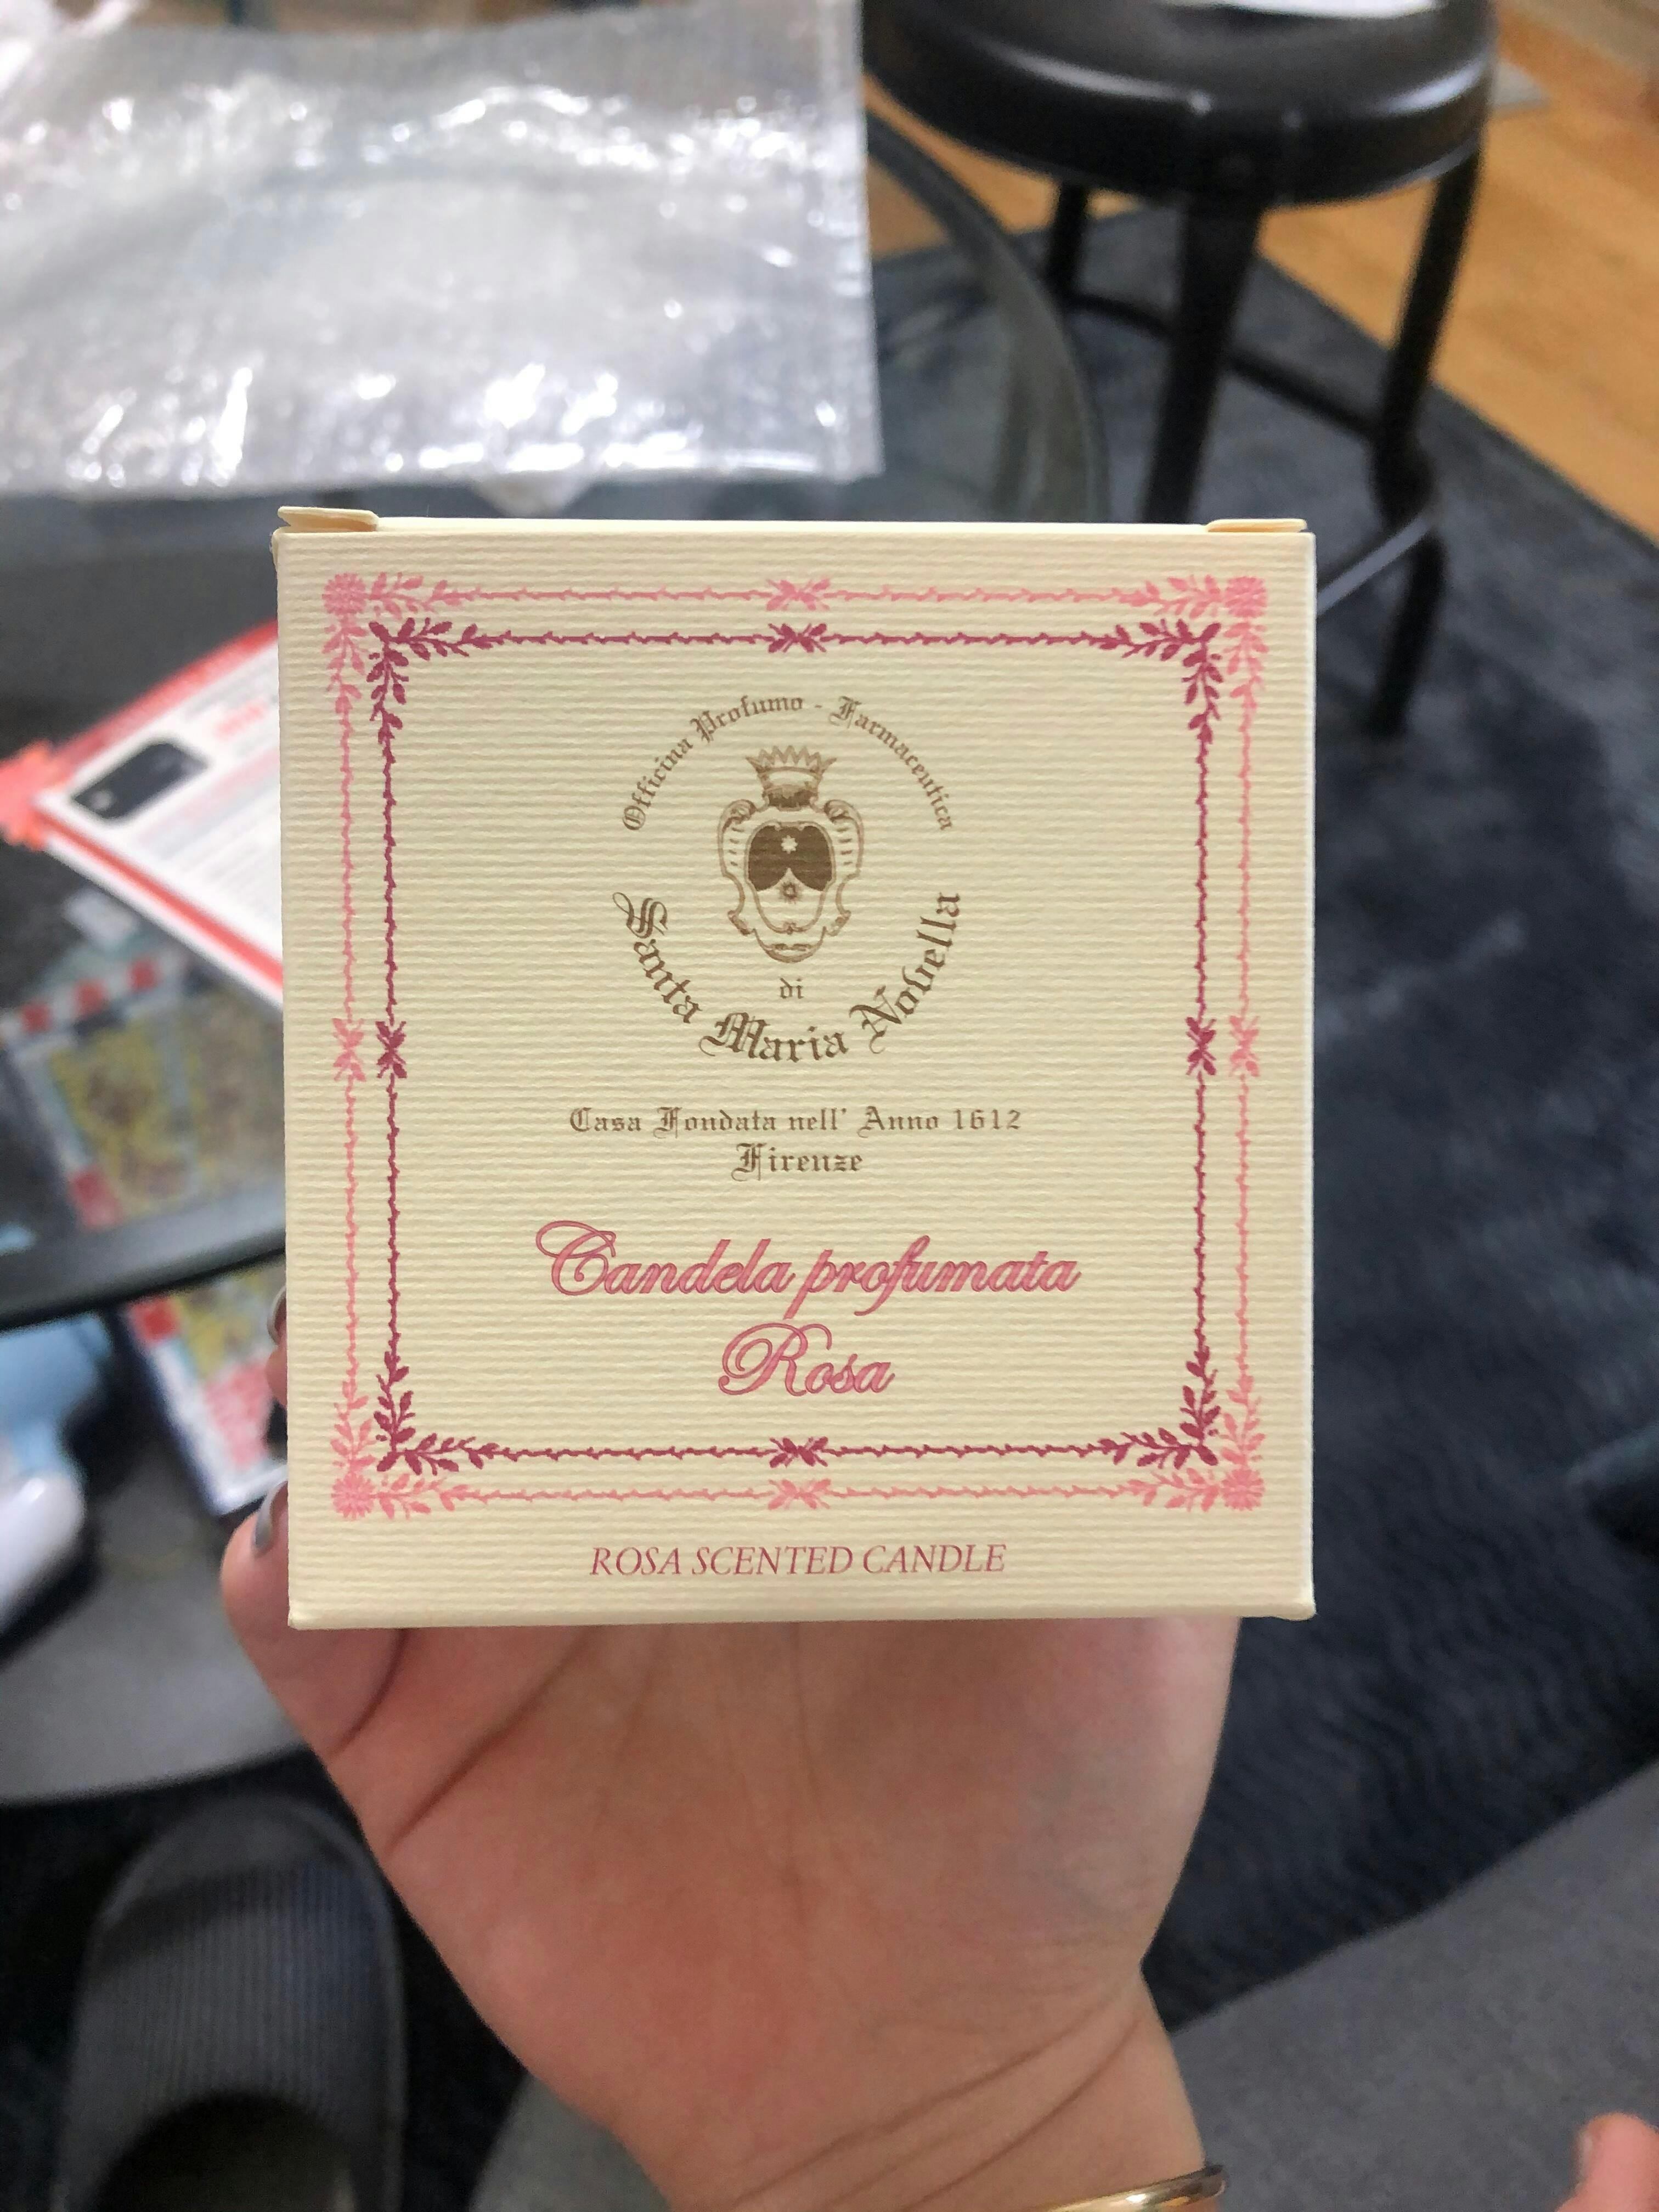 Officina Profumo - Farmaceutica
di
Santa Maria Novella
Casa Fondata nell' Anno 1612
Firenze
Candela profumata
Rosa
ROSA SCENTED CANDLE